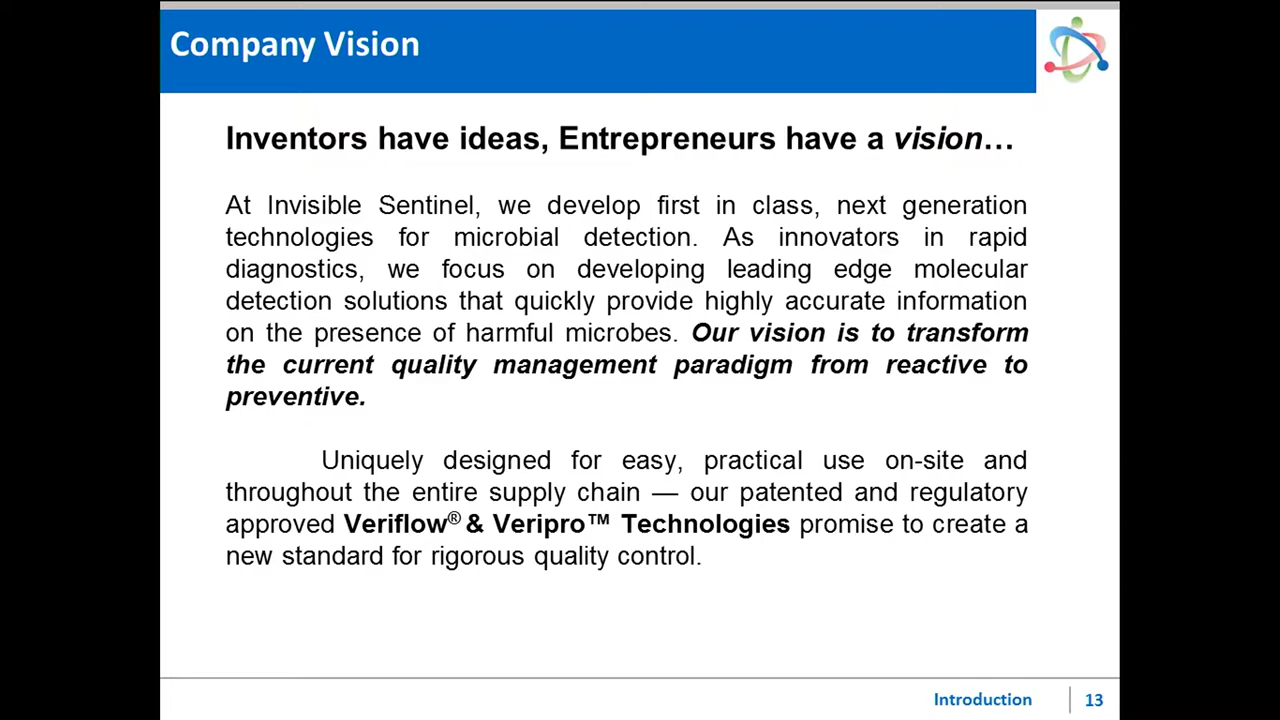 Company Vision
Inventors have ideas, Entrepreneurs have a vision…
At Invisible Sentinel, we develop first in class, next generation
technologies for microbial detection. As innovators in rapid
diagnostics, we focus on developing leading edge molecular
detection solutions that quickly provide highly accurate information
on the presence of harmful microbes. Our vision is to transform
the current quality management paradigm from reactive to
preventive.
Uniquely designed for easy, practical use on-site and
throughout the entire supply chain — our patented and regulatory
approved Veriflow® & Veripro™ Technologies promise to create a
new standard for rigorous quality control.
Introduction 13